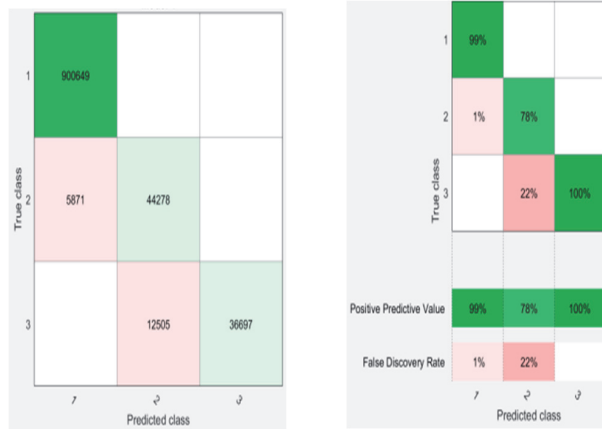 1
900649
True class
2
5871 44278
3
12505 36697
1 2 3
Predicted class
1
99%
True class
2
1% 78%
3
22% 100%
Positive Predictive Value 99% 78% 100%
False Discovery Rate 1% 22%
1 2 3
Predicted class